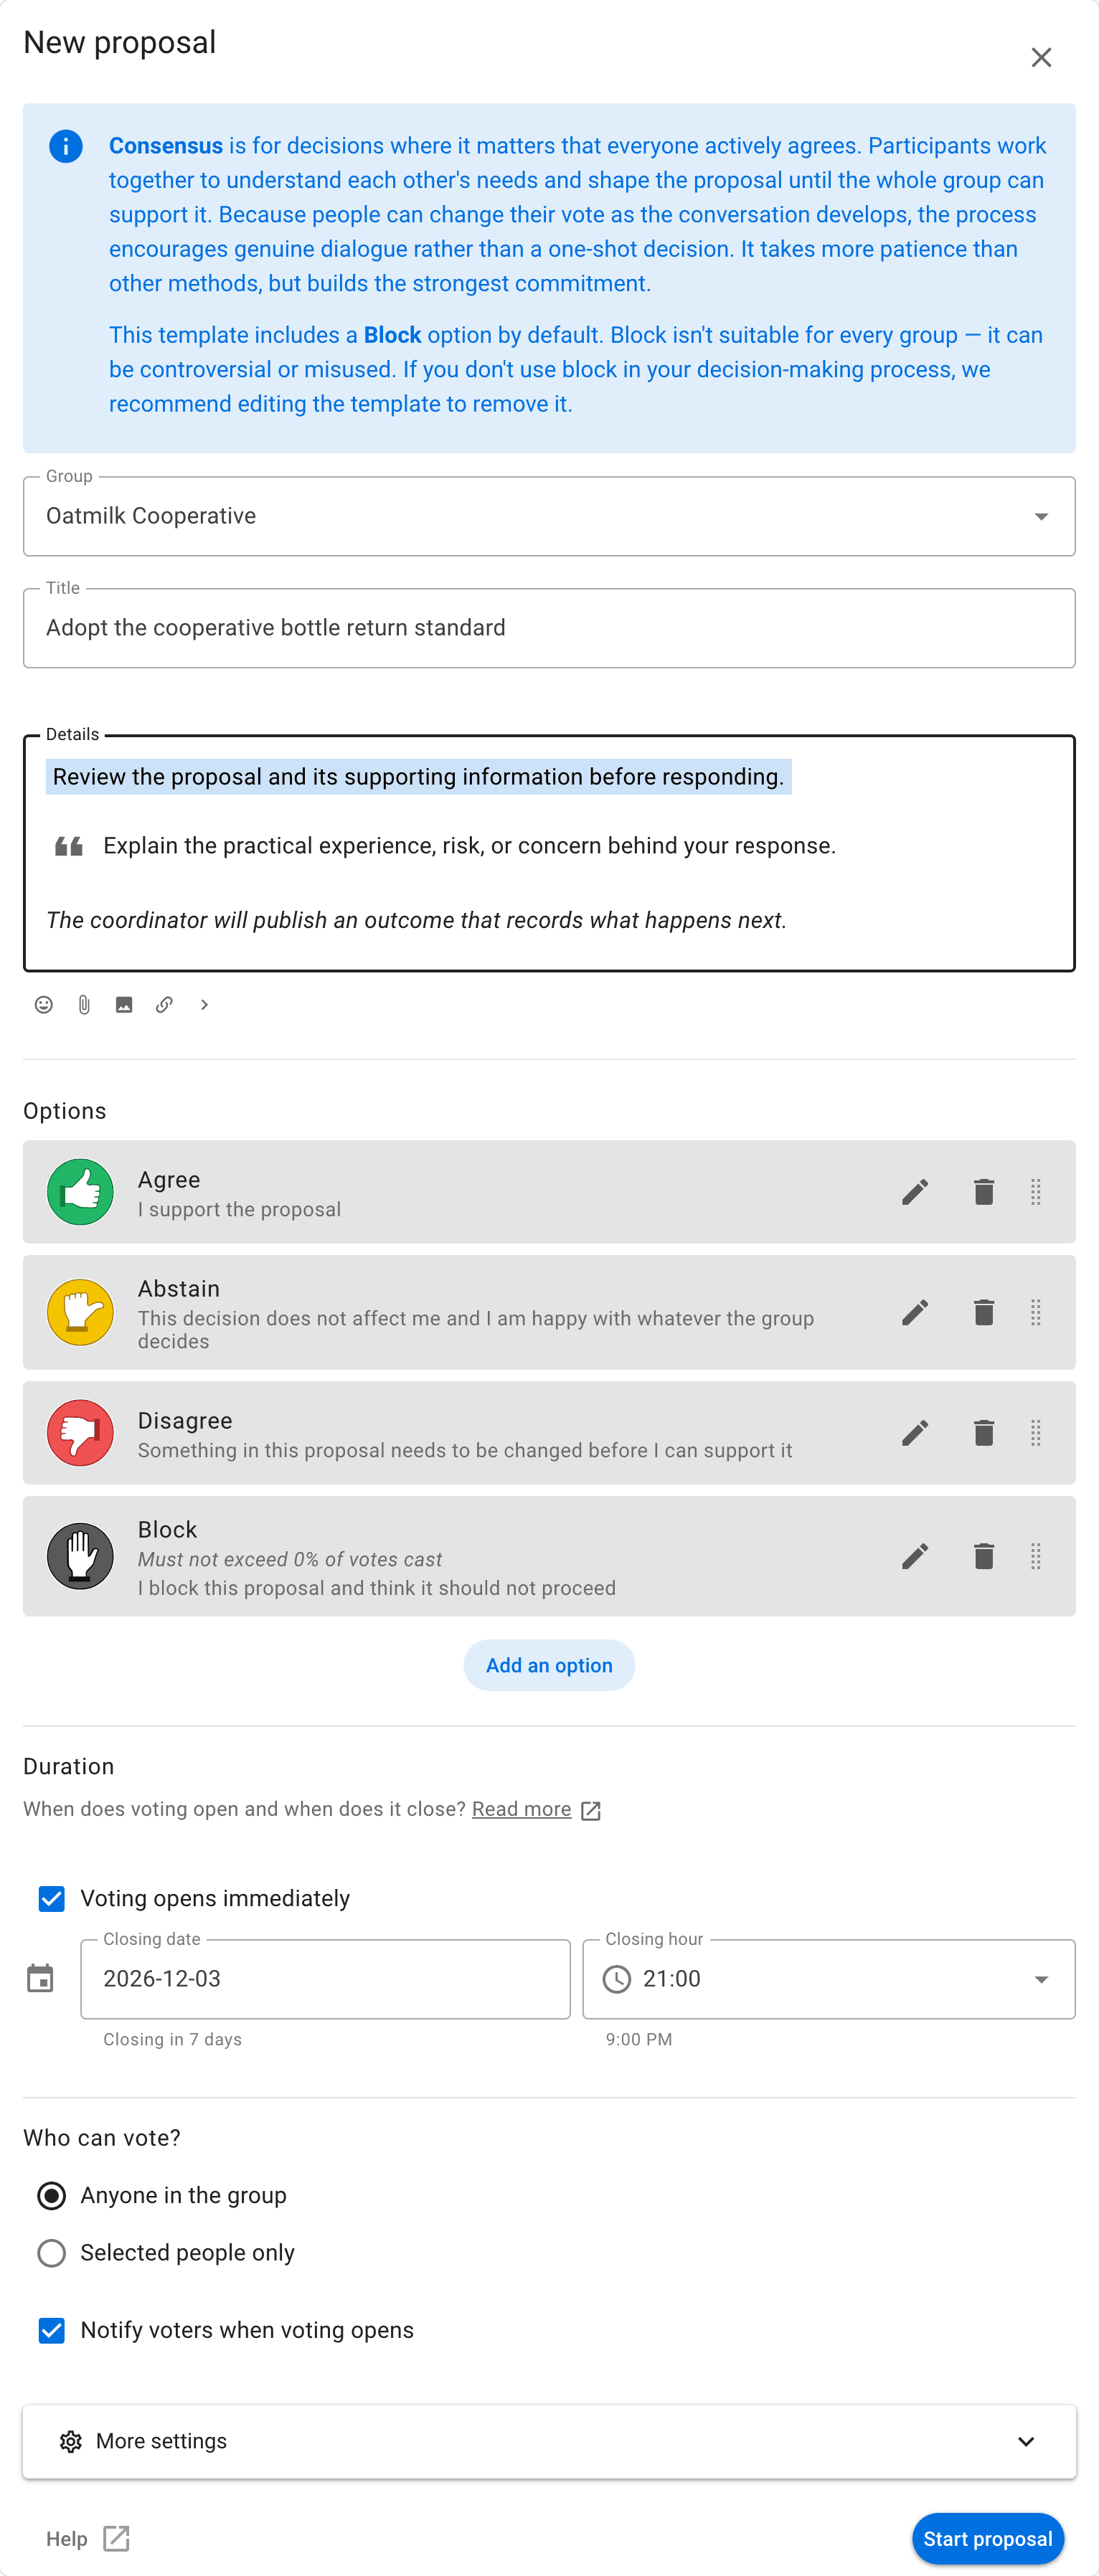 New proposal
Consensus is for decisions where it matters that everyone actively agrees. Participants work
together to understand each other's needs and shape the proposal until the whole group can
support it. Because people can change their vote as the conversation develops, the process
encourages genuine dialogue rather than a one-shot decision. It takes more patience than
other methods, but builds the strongest commitment.
This template includes a Block option by default. Block isn't suitable for every group — it can
be controversial or misused. If you don't use block in your decision-making process, we
recommend editing the template to remove it.
Group
Oatmilk Cooperative
Title
Adopt the cooperative bottle return standard
Details
Review the proposal and its supporting information before responding.
Explain the practical experience, risk, or concern behind your response.
The coordinator will publish an outcome that records what happens next.
Options
Agree
I support the proposal
Abstain
This decision does not affect me and I am happy with whatever the group
decides
Disagree
Something in this proposal needs to be changed before I can support it
Block
Must not exceed 0% of votes cast
I block this proposal and think it should not proceed
Add an option
Duration
When does voting open and when does it close? Read more
Voting opens immediately
Closing date
2026-12-03
Closing in 7 days
Closing hour
21:00
9:00 PM
Who can vote?
Anyone in the group
Selected people only
Notify voters when voting opens
More settings
Help
Start proposal